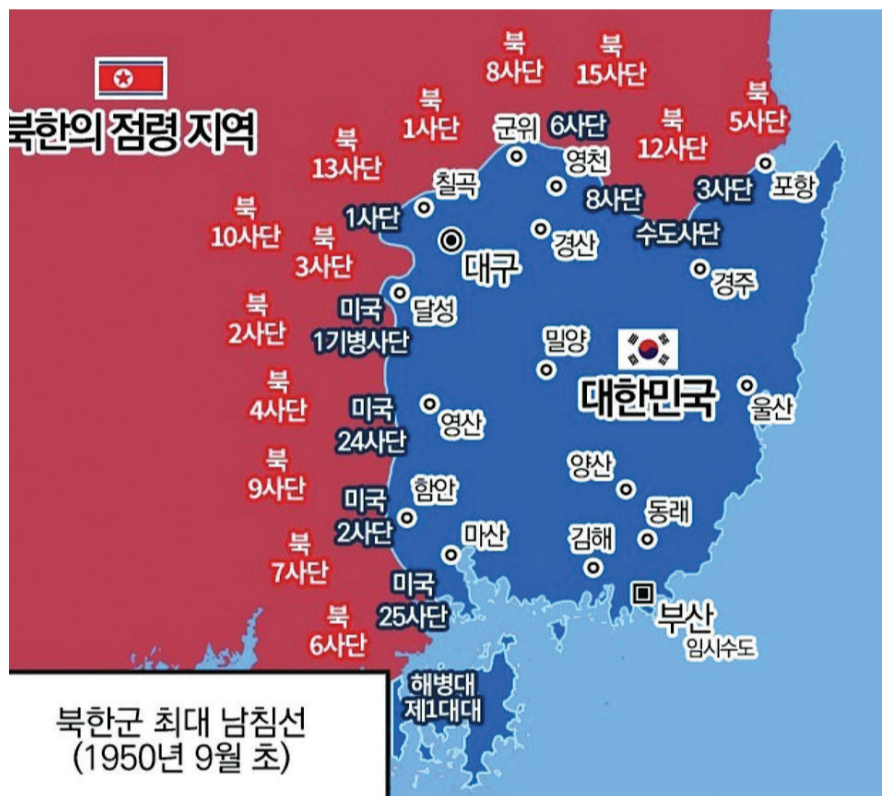 북
8사단
북
15사단
북
5사단
북한의 점령 지역
북
1사단
군위
6사단
북
12사단
북
13사단
칠곡
영천
3사단
포항
북
10사단
1사단
8사단
수도사단
북
3사단
대구
경산
경주
북
2사단
미국
1기병사단
달성
밀양
대한민국
북
4사단
미국
24사단
영산
울산
북
9사단
미국
2사단
함안
양산
동래
북
7사단
마산
김해
미국
25사단
부산
임시수도
북
6사단
해병대
제1대대
북한군 최대 남침선
(1950년 9월 초)